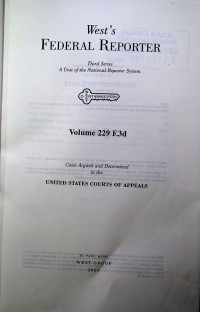 West's
FEDERAL REPORTER
Third Series
A Unit of the National Reporter System
Volume 229 F.3d
Cases Argued and Determined
in the
UNITED STATES COURTS OF APPEALS
ST. PAUL, MINN.
WEST GROUP
2001